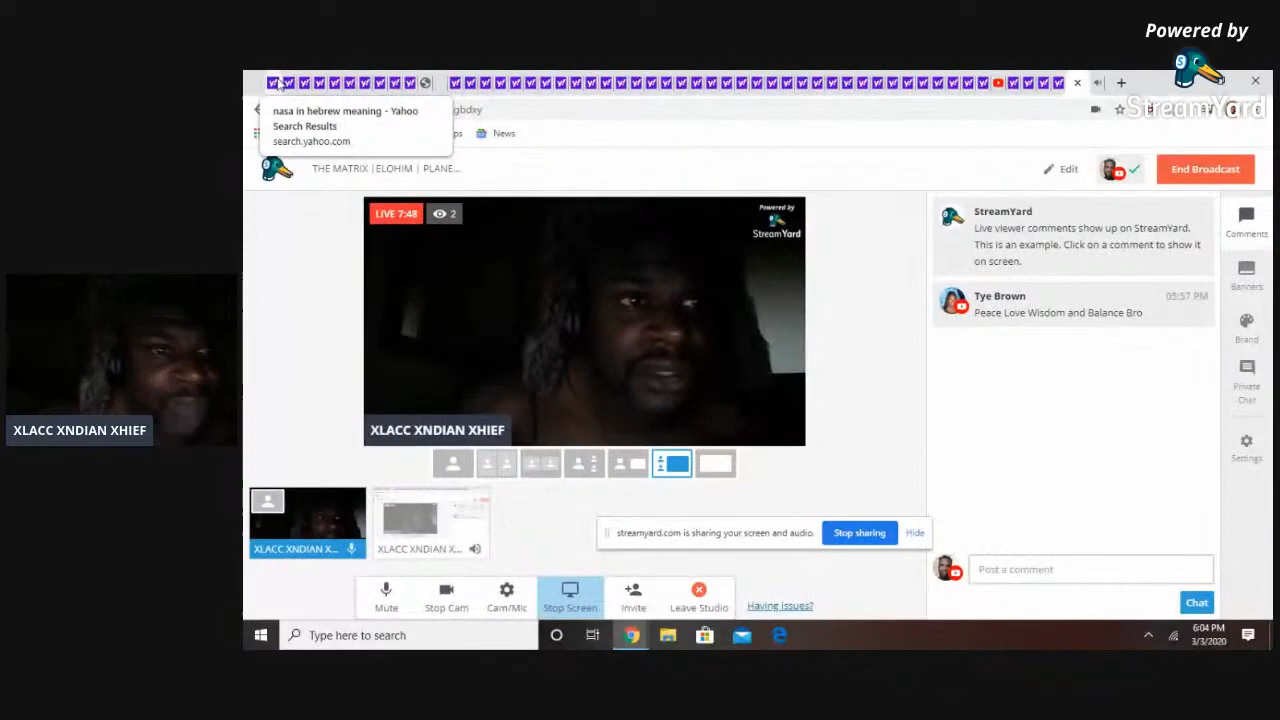 Powered by
StreamYard
nasa in hebrew meaning - Yahoo
Search Results
search.yahoo.com
gbdxy
ps
News
THE MATRIX |ELOHIM | PLANE...
Edit
End Broadcast
LIVE 7:48
2
Powered by
StreamYard
XLACC XNDIAN XHIEF
XLACC XNDIAN XHIEF
StreamYard
Live viewer comments show up on StreamYard.
This is an example. Click on a comment to show it
on screen.
Tye Brown
05:57 PM
Peace Love Wisdom and Balance Bro
Comments
Banners
Brand
Private
Chat
Settings
XLACC XNDIAN X...
XLACC XNDIAN X...
streamyard.com is sharing your screen and audio.
Stop sharing
Hide
Post a comment
Chat
Mute
Stop Cam
Cam/Mic
Stop Screen
Invite
Leave Studio
Having issues?
Type here to search
6:04 PM
3/3/2020